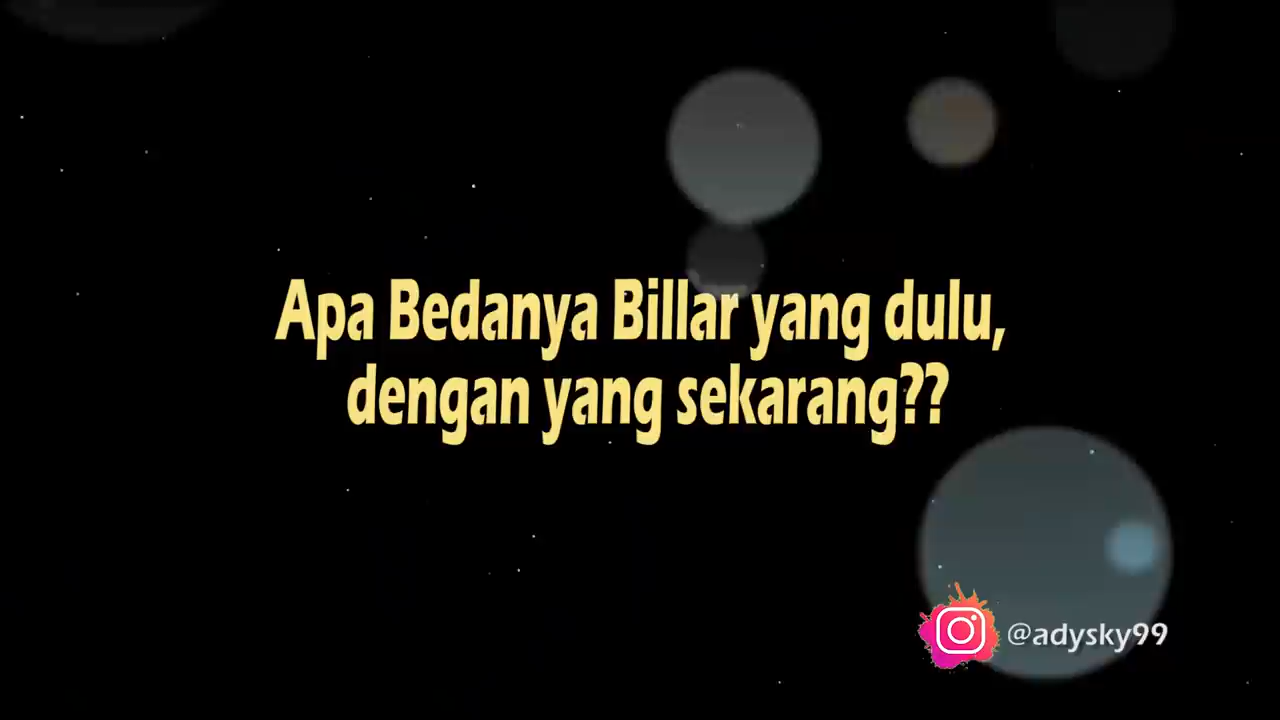 Apa Bedanya Billar yang dulu,
dengan yang sekarang??
@adysky99